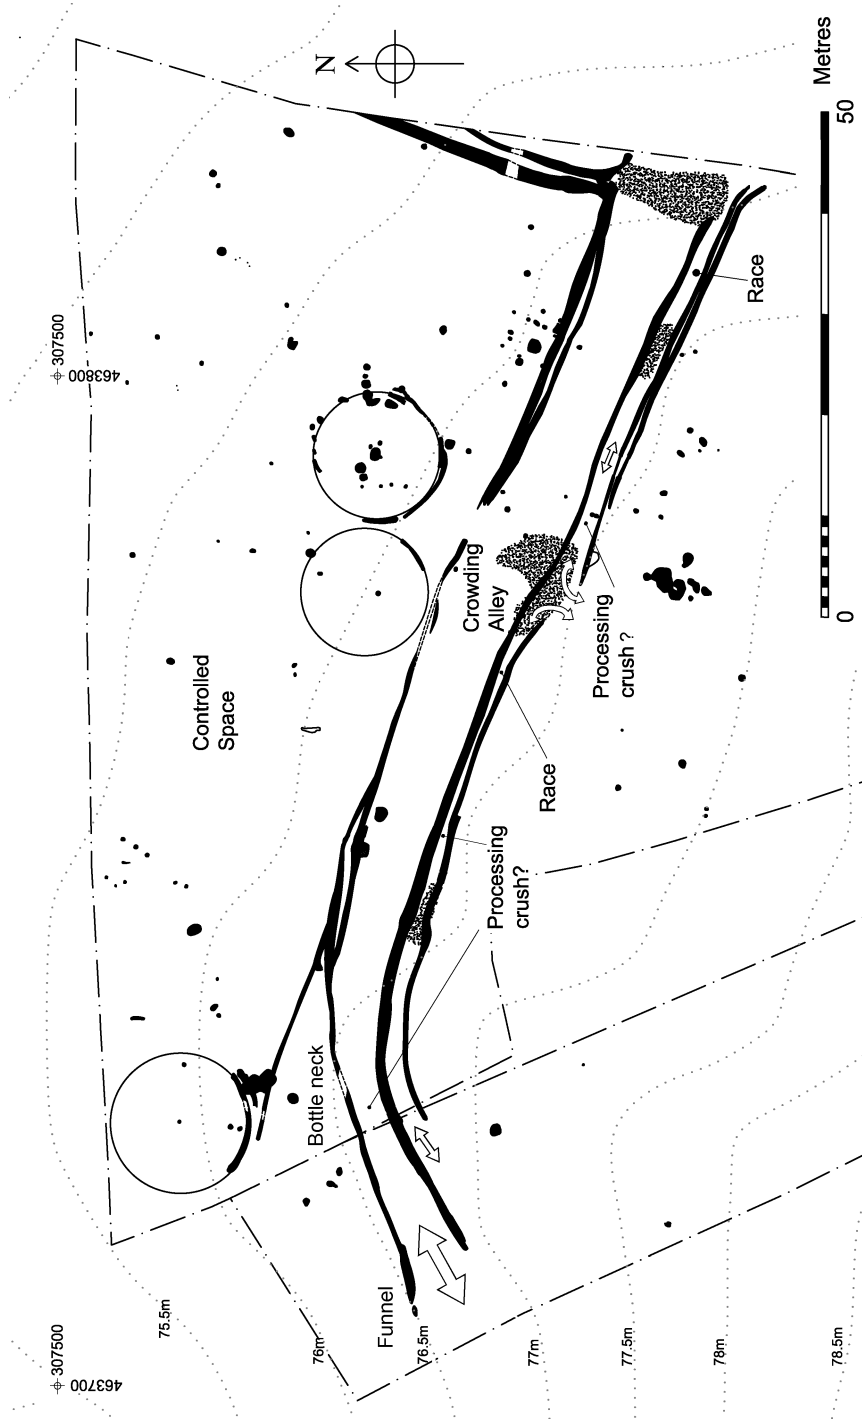 N
Metres
50
0
307500
463800
Race
Crowding
Alley
Controlled
Space
Processing
crush ?
Race
Processing
crush?
Bottle neck
Funnel
307500
463700
75.5m
76m
76.5m
77m
77.5m
78m
78.5m